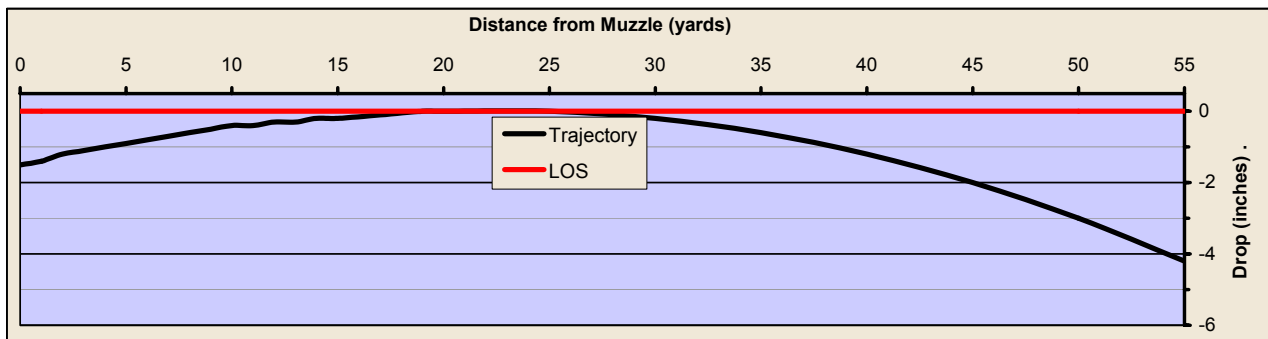 Distance from Muzzle (yards)
0 5 10 15 20 25 30 35 40 45 50 55
0
-2
-4
-6
Drop (inches) .
Trajectory
LOS